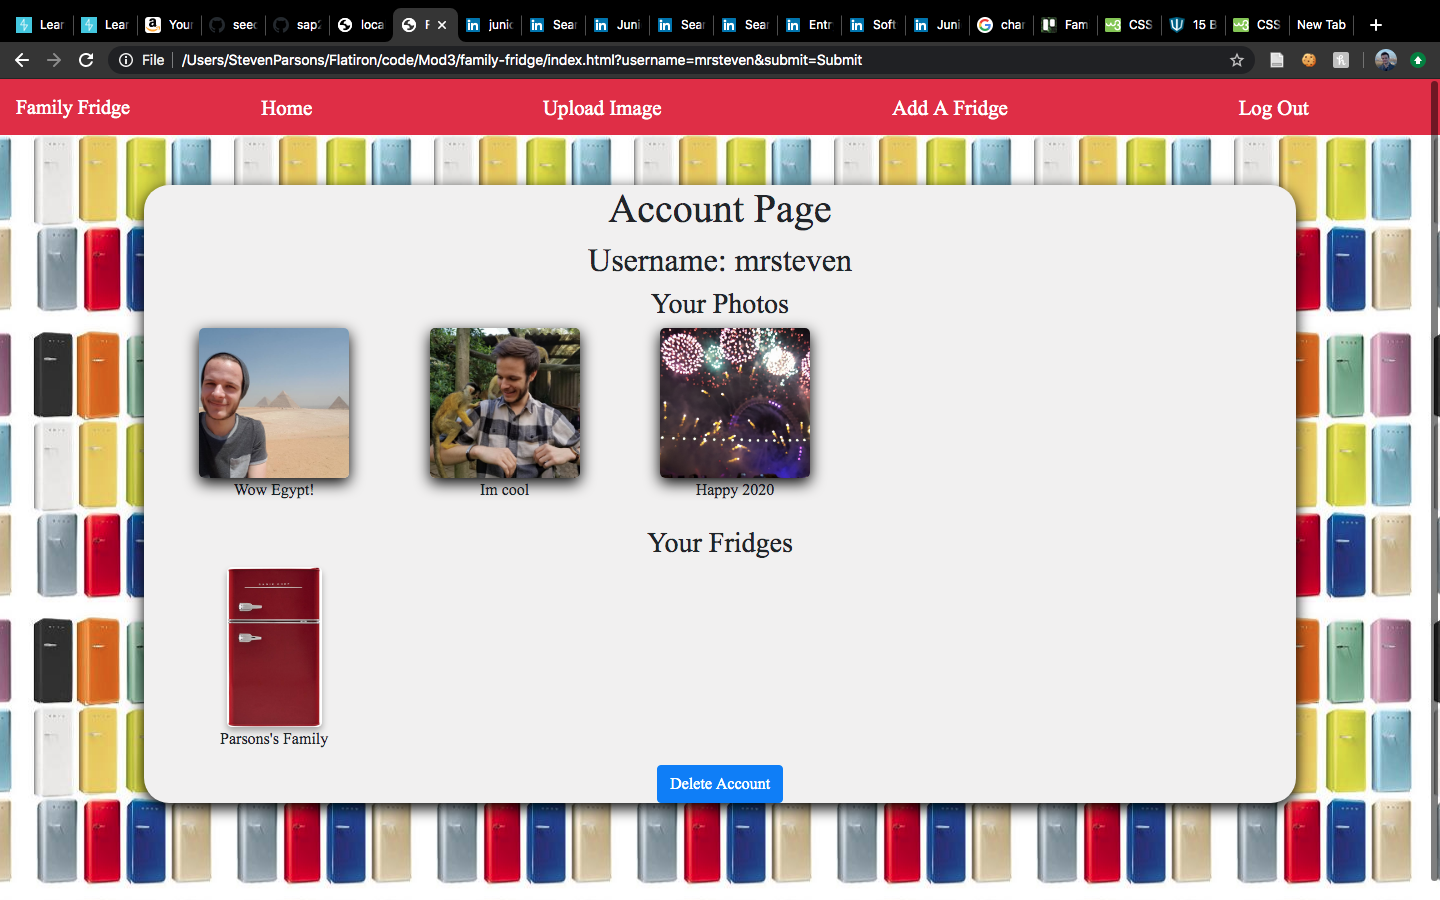 Lear
Lear
Your
seed
sap2
loca
F
junic
Sear
Juni
Sear
Sear
Entr
Soft
Juni
char
Fam
CSS
15 B
CSS
New Tab
File /Users/StevenParsons/Flatiron/code/Mod3/family-fridge/index.html?username=mrsteven&submit=Submit
Family Fridge
Home
Upload Image
Add A Fridge
Log Out
Account Page
Username: mrsteven
Your Photos
Wow Egypt!
Im cool
Happy 2020
Your Fridges
Parsons's Family
Delete Account